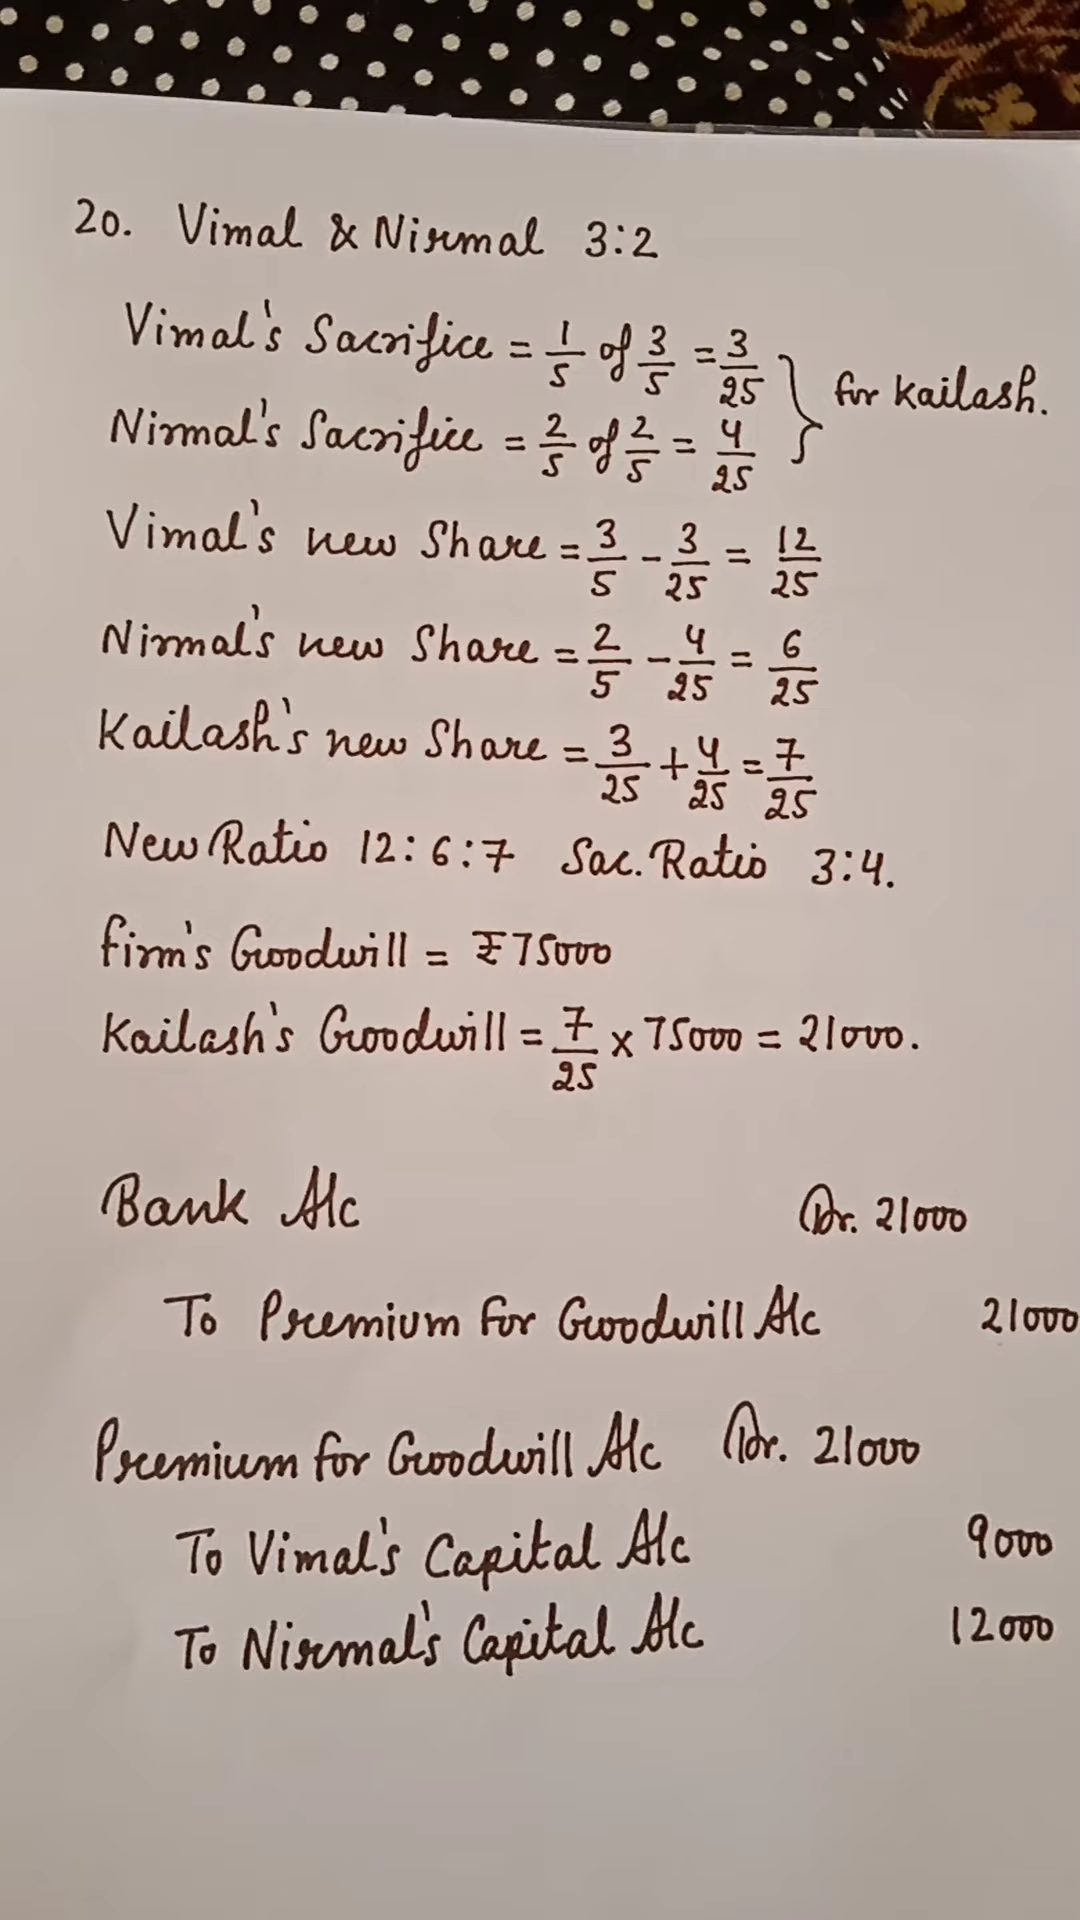 20. Vimal & Nirmal 3:2
Vimal's Sacrifice = 1/5 of 3/5 = 3/25 } for Kailash.
Nirmal's Sacrifice = 2/5 of 2/5 = 4/25
Vimal's new Share = 3/5 - 3/25 = 12/25
Nirmal's new Share = 2/5 - 4/25 = 6/25
Kailash's new Share = 3/25 + 4/25 = 7/25
New Ratio 12:6:7 Sac. Ratio 3:4.
firm's Goodwill = ₹75000
Kailash's Goodwill = 7/25 x 75000 = 21000.
Bank A/c Dr. 21000
To Premium for Goodwill A/c 21000
Premium for Goodwill A/c Dr. 21000
To Vimal's Capital A/c 9000
To Nirmal's Capital A/c 12000